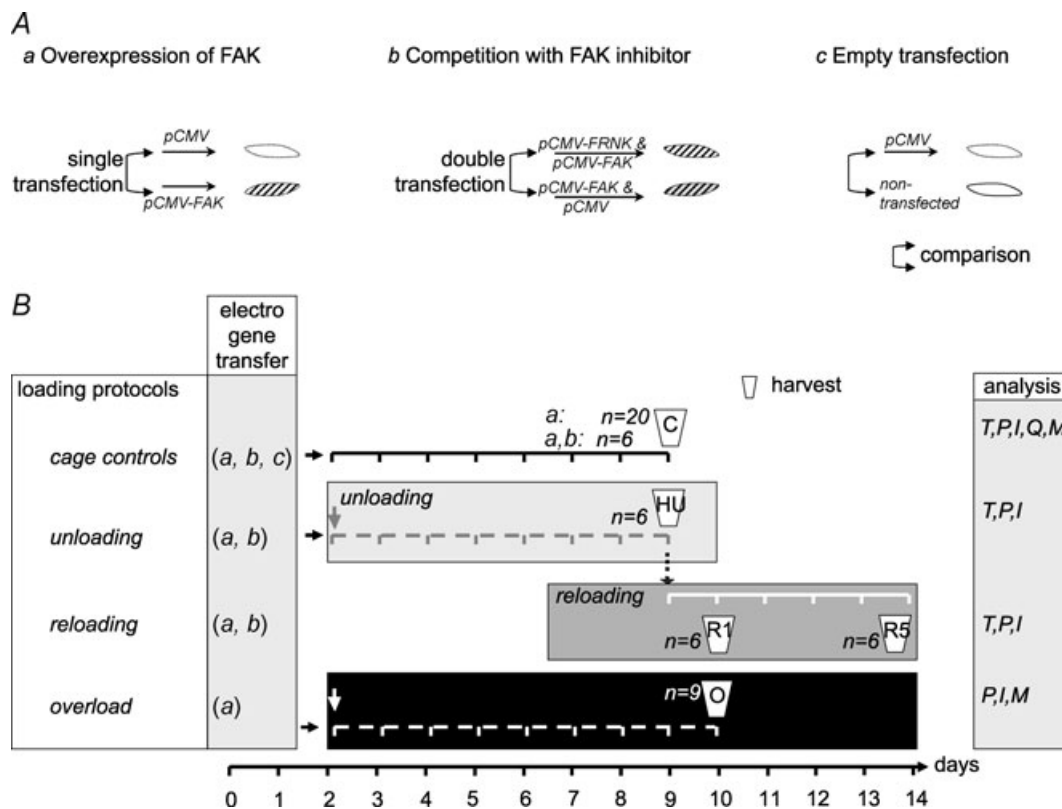 A
a Overexpression of FAK
b Competition with FAK inhibitor
c Empty transfection
single
transfection
pCMV
pCMV-FAK
double
transfection
pCMV-FRNK &
pCMV-FAK
pCMV-FAK &
pCMV
pCMV
non-
transfected
comparison
B
electro
gene
transfer
loading protocols
harvest
analysis
cage controls
(a, b, c)
a: n=20
a,b: n=6
C
T,P,I,Q,M
unloading
(a, b)
unloading
n=6
HU
T,P,I
reloading
(a, b)
reloading
n=6
R1
n=6
R5
T,P,I
overload
(a)
n=9
O
P,I,M
days
0 1 2 3 4 5 6 7 8 9 10 11 12 13 14